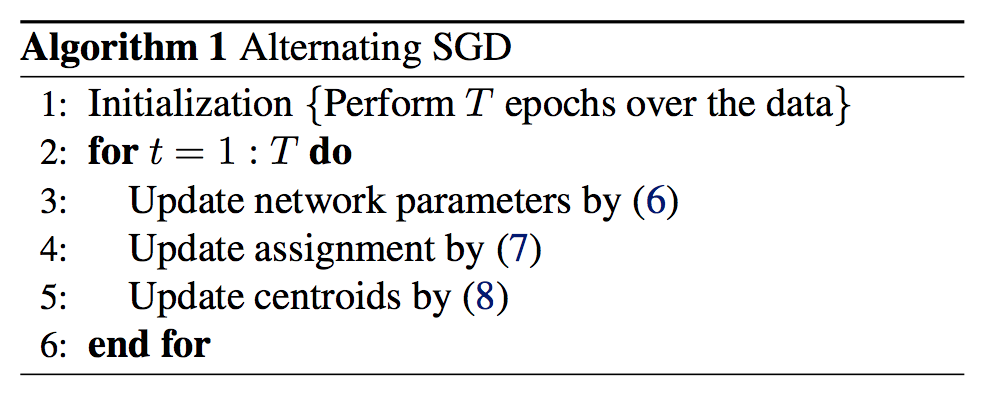 Algorithm 1 Alternating SGD
1: Initialization {Perform T epochs over the data}
2: for t = 1 : T do
3: Update network parameters by (6)
4: Update assignment by (7)
5: Update centroids by (8)
6: end for